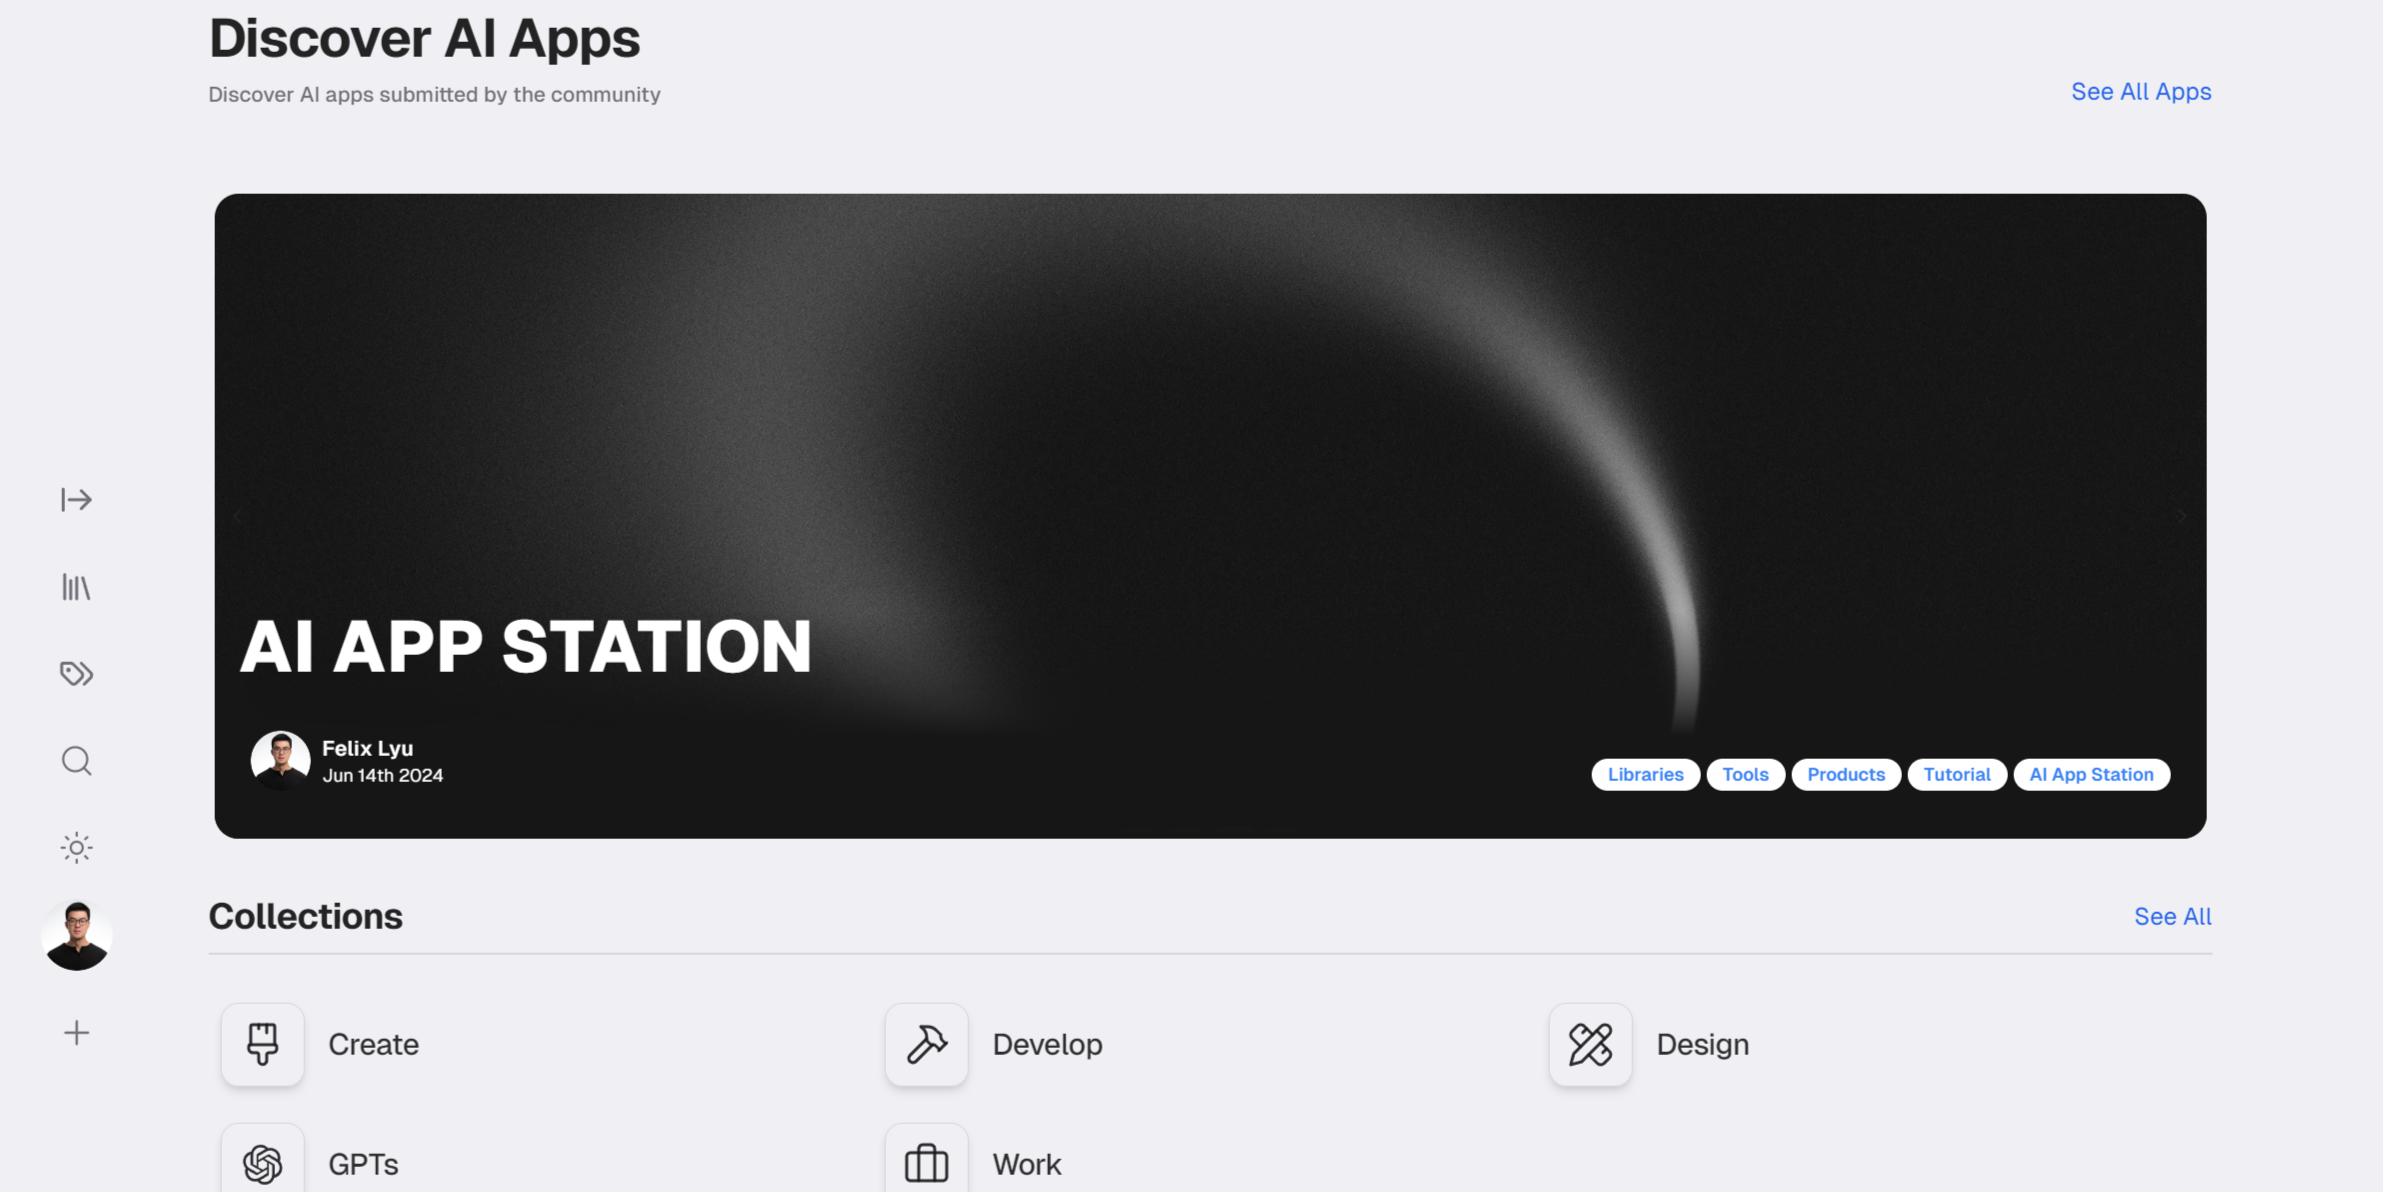 Discover AI Apps
Discover AI apps submitted by the community
See All Apps
AI APP STATION
Felix Lyu
Jun 14th 2024
Libraries
Tools
Products
Tutorial
AI App Station
Collections
See All
Create
Develop
Design
GPTs
Work